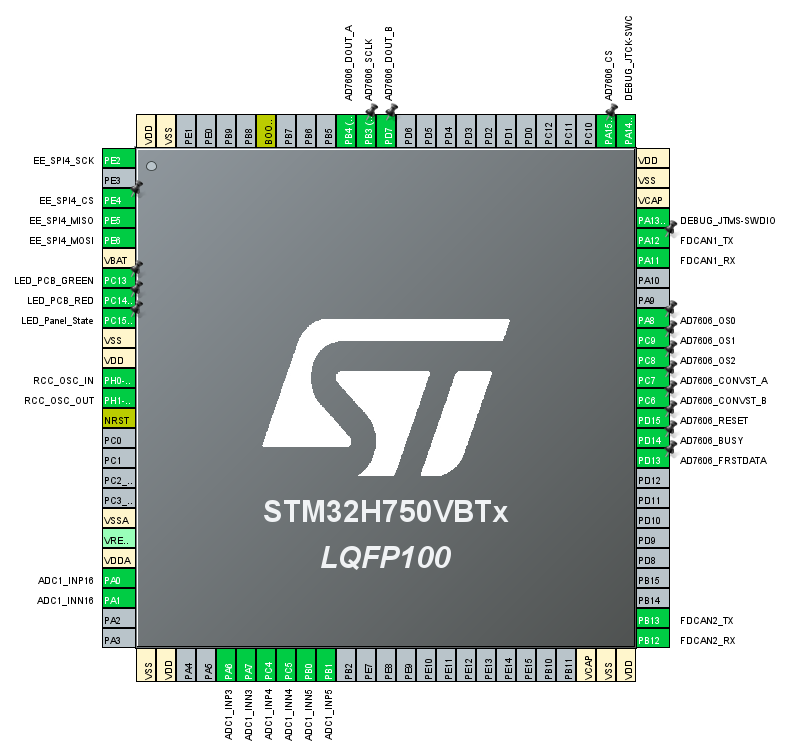 AD7606_DOUT_A
AD7606_SCLK
AD7606_DOUT_B
AD7606_CS
DEBUG_JTCK-SWC
VDD
VSS
PE1
PE0
PB9
PB8
BOO..
PB7
PB6
PB5
PB4 (..
PB3 (..
PD7
PD6
PD5
PD4
PD3
PD2
PD1
PD0
PC12
PC11
PC10
PA15..
PA14..
EE_SPI4_SCK PE2
PE3
EE_SPI4_CS PE4
EE_SPI4_MISO PE5
EE_SPI4_MOSI PE6
VBAT
LED_PCB_GREEN PC13
LED_PCB_RED PC14..
LED_Panel_State PC15..
VSS
VDD
RCC_OSC_IN PH0-..
RCC_OSC_OUT PH1-..
NRST
PC0
PC1
PC2_..
PC3_..
VSSA
VRE..
VDDA
ADC1_INP16 PA0
ADC1_INN16 PA1
PA2
PA3
STM32H750VBTx
LQFP100
VDD
VSS
VCAP
PA13.. DEBUG_JTMS-SWDIO
PA12 FDCAN1_TX
PA11 FDCAN1_RX
PA10
PA9
PA8 AD7606_OS0
PC9 AD7606_OS1
PC8 AD7606_OS2
PC7 AD7606_CONVST_A
PC6 AD7606_CONVST_B
PD15 AD7606_RESET
PD14 AD7606_BUSY
PD13 AD7606_FRSTDATA
PD12
PD11
PD10
PD9
PD8
PB15
PB14
PB13 FDCAN2_TX
PB12 FDCAN2_RX
VSS
VDD
PA4
PA5
PA6
PA7
PC4
PC5
PB0
PB1
PB2
PE7
PE8
PE9
PE10
PE11
PE12
PE13
PE14
PE15
PB10
PB11
VCAP
VSS
VDD
ADC1_INP3
ADC1_INN3
ADC1_INP4
ADC1_INN4
ADC1_INN5
ADC1_INP5